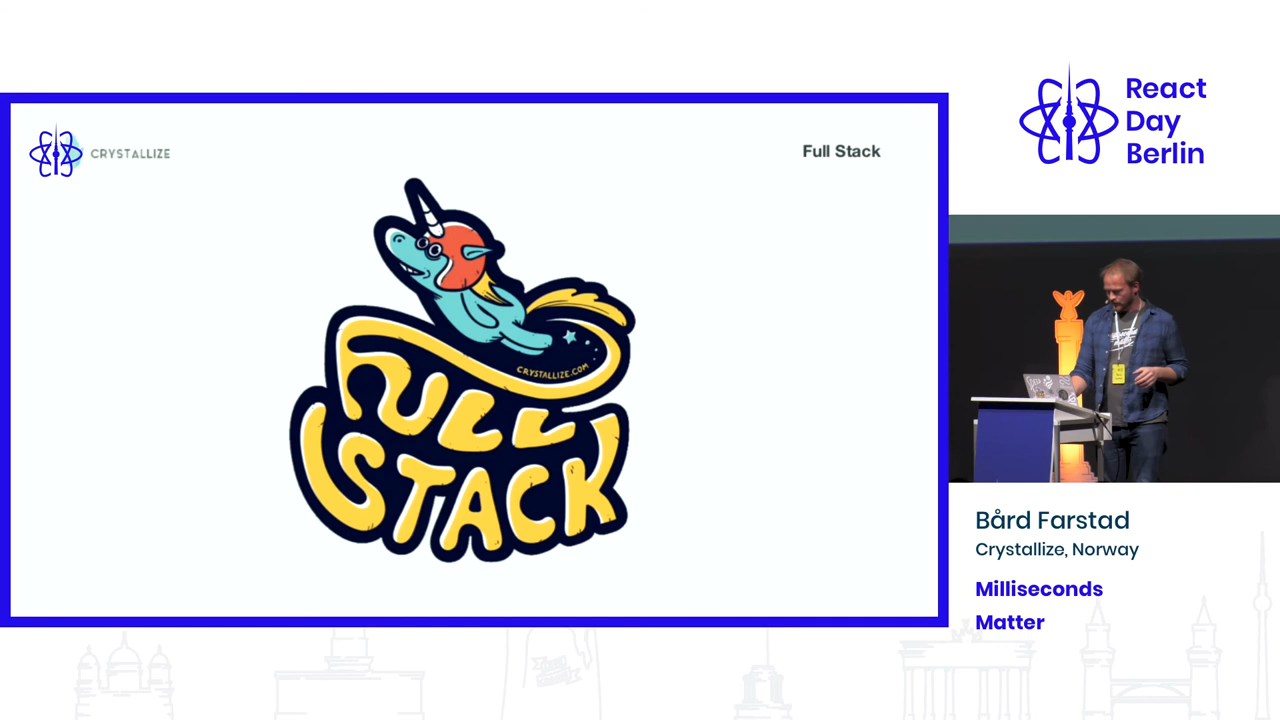 CRYSTALLIZE
Full Stack
CRYSTALLIZE.COM
FULL
STACK
React
Day
Berlin
Bård Farstad
Crystallize, Norway
Milliseconds
Matter